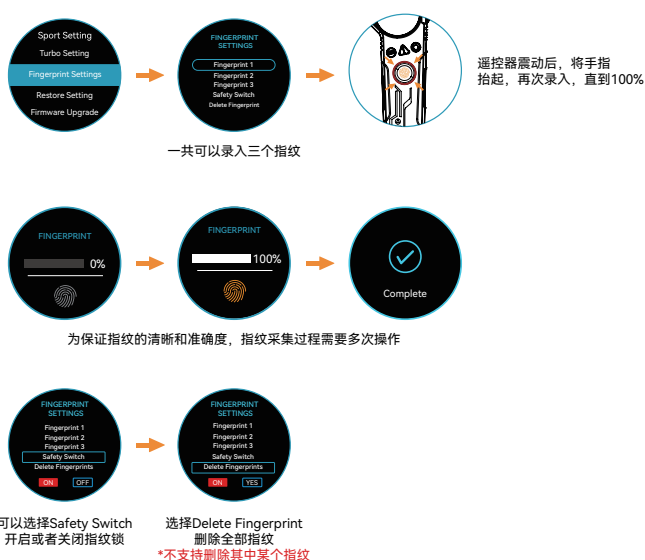 Sport Setting
Turbo Setting
Fingerprint Settings
Restore Setting
Firmware Upgrade
FINGERPRINT
SETTINGS
Fingerprint 1
Fingerprint 2
Fingerprint 3
Safety Switch
Delete Fingerprint
遥控器震动后，将手指
抬起，再次录入，直到100%
一共可以录入三个指纹
FINGERPRINT
0%
FINGERPRINT
100%
Complete
为保证指纹的清晰和准确度，指纹采集过程需要多次操作
FINGERPRINT
SETTINGS
Fingerprint 1
Fingerprint 2
Fingerprint 3
Safety Switch
Delete Fingerprints
ON OFF
FINGERPRINT
SETTINGS
Fingerprint 1
Fingerprint 2
Fingerprint 3
Safety Switch
Delete Fingerprints
ON YES
可以选择Safety Switch
开启或者关闭指纹锁
选择Delete Fingerprint
删除全部指纹
*不支持删除其中某个指纹